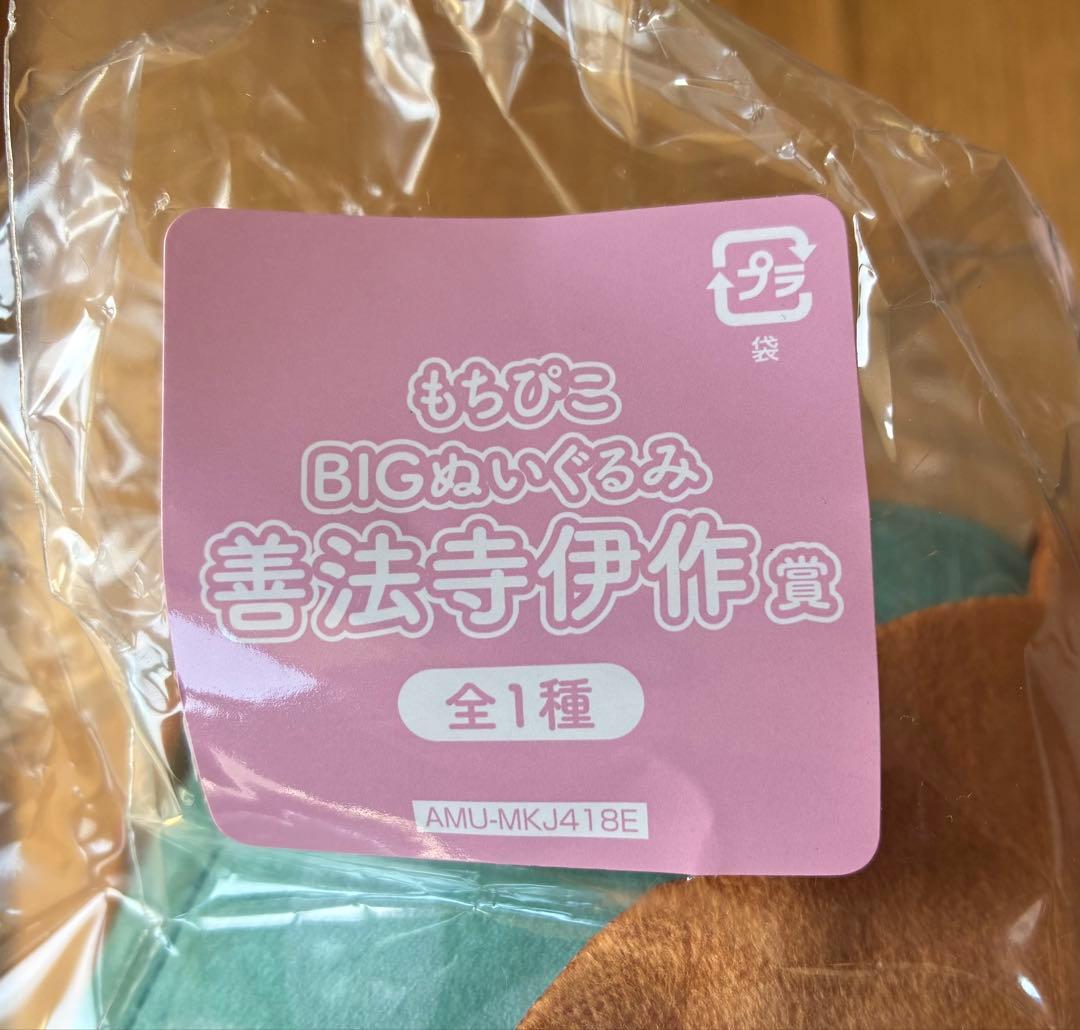 プラ
袋
もちぴこ
BIGぬいぐるみ
善法寺伊作賞
全1種
AMU-MKJ418E